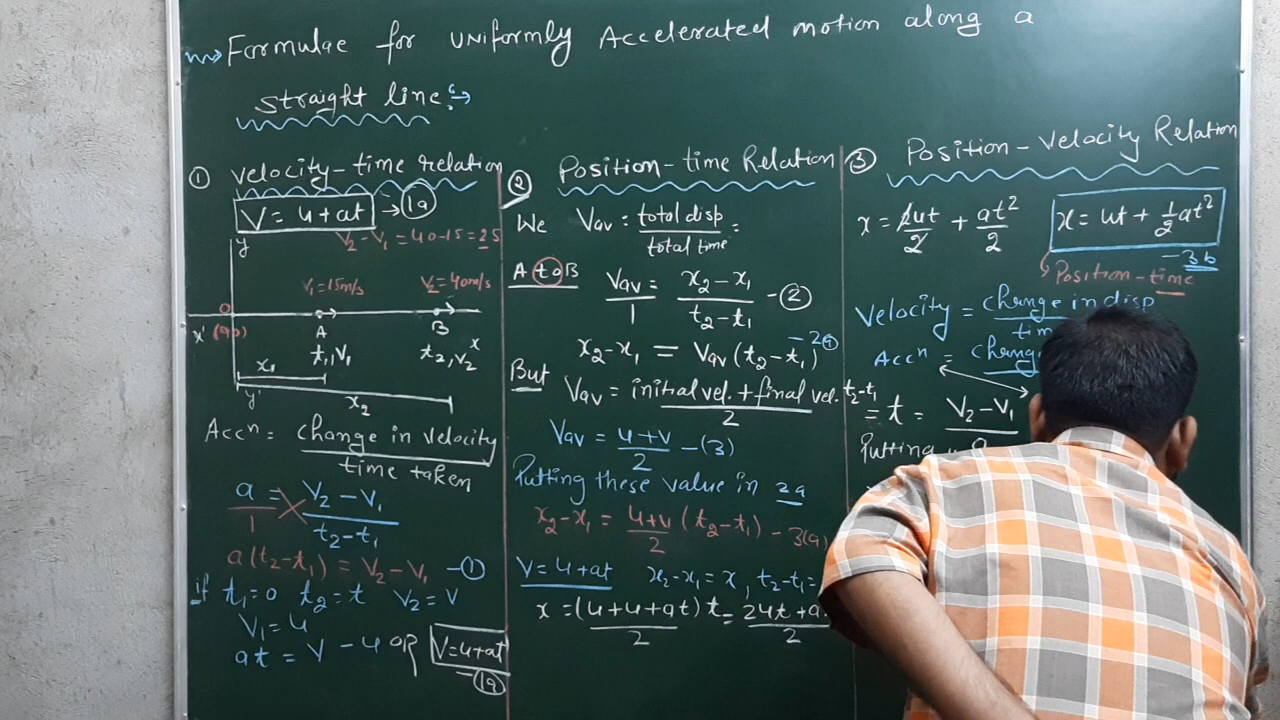 Formulae for uniformly Accelerated motion along a
straight line:→
① velocity-time relation
V = u+at → 1a
V₂-V₁ = 40-15 = 25
y
V₁=15m/s V₂=40m/s
O
A B
x' (0,0) x
t₁,V₁ t₂,V₂
x₁
y'
x₂
Accⁿ = change in velocity / time taken
a/1 = V₂-V₁ / t₂-t₁
a(t₂-t₁) = V₂-V₁ -①
if t₁=0 t₂=t V₂=V
V₁=u
at = V-u OR V=u+at
-1a
② Position-time Relation
We Vav = total disp / total time =
A to B Vav/1 = x₂-x₁ / t₂-t₁ -②
x₂-x₁ = Vav(t₂-t₁) -2a
But Vav = initial vel. + final vel. / 2
Vav = u+v / 2 -(3)
Putting these value in 2a
x₂-x₁ = u+v / 2 (t₂-t₁) - 3(a)
V=u+at x₂-x₁=x, t₂-t₁=
x = (u+u+at)t / 2 = 2ut+a / 2
③ Position-Velocity Relation
x = 2ut/2 + at²/2
x = ut + ½at²
-3b
Position-time
Velocity = change in disp / tim
Accⁿ = chang
t₂-t₁
= t = V₂-V₁ / a
Putting